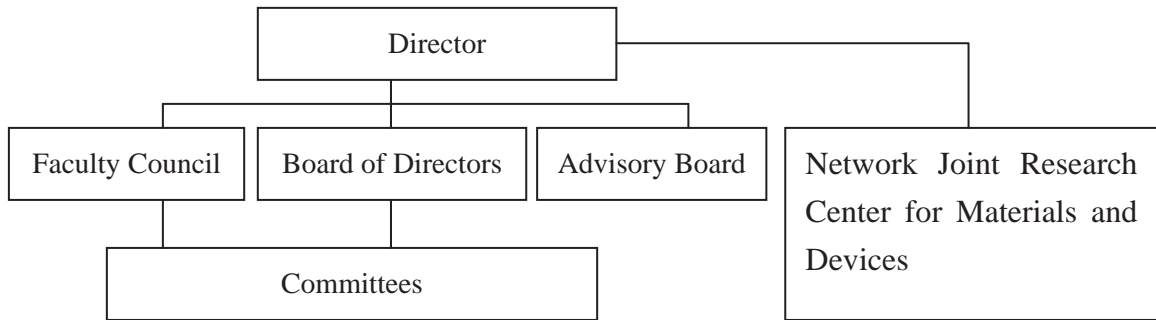 Director
Faculty Council
Board of Directors
Advisory Board
Network Joint Research
Center for Materials and
Devices
Committees